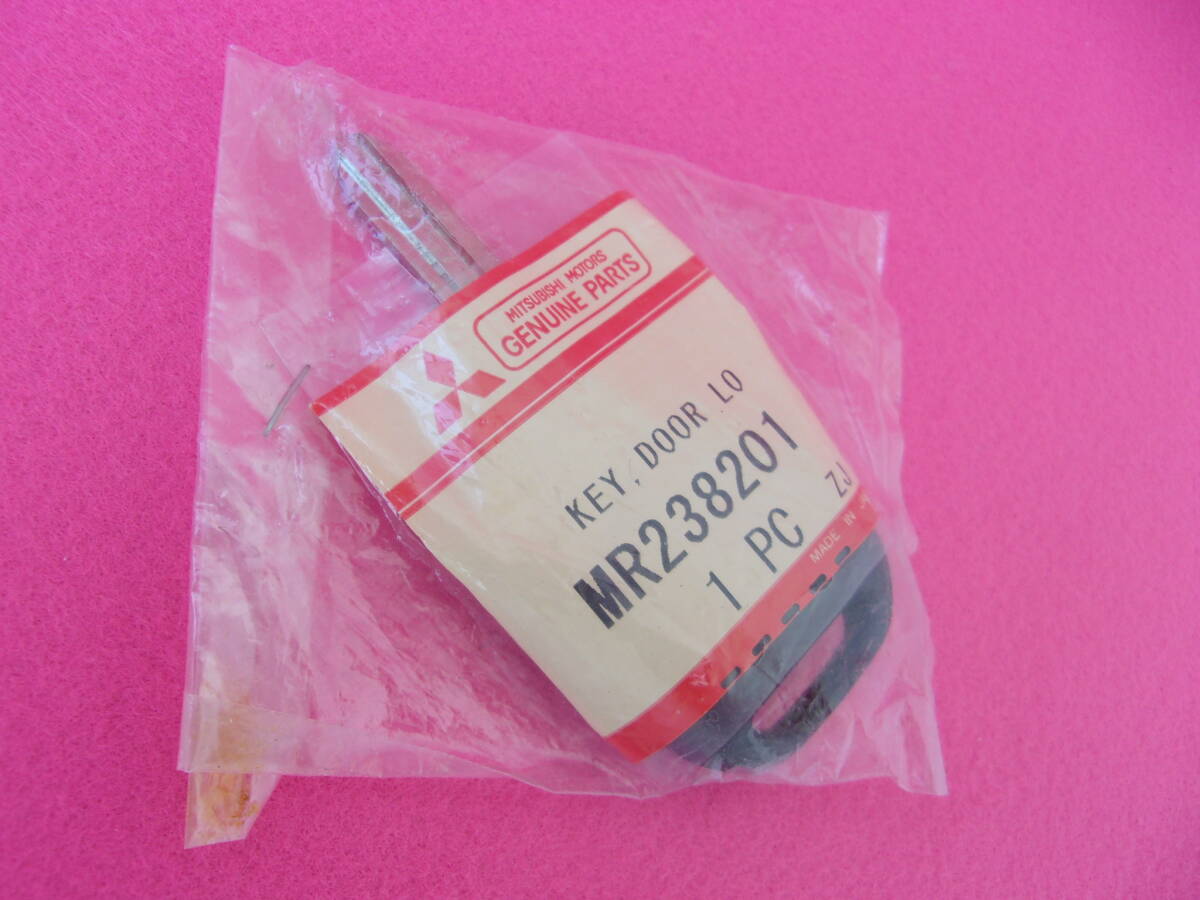 MITSUBISHI MOTORS
GENUINE PARTS
KEY, DOOR LO
MR238201
1 PC
ZJ
MADE IN